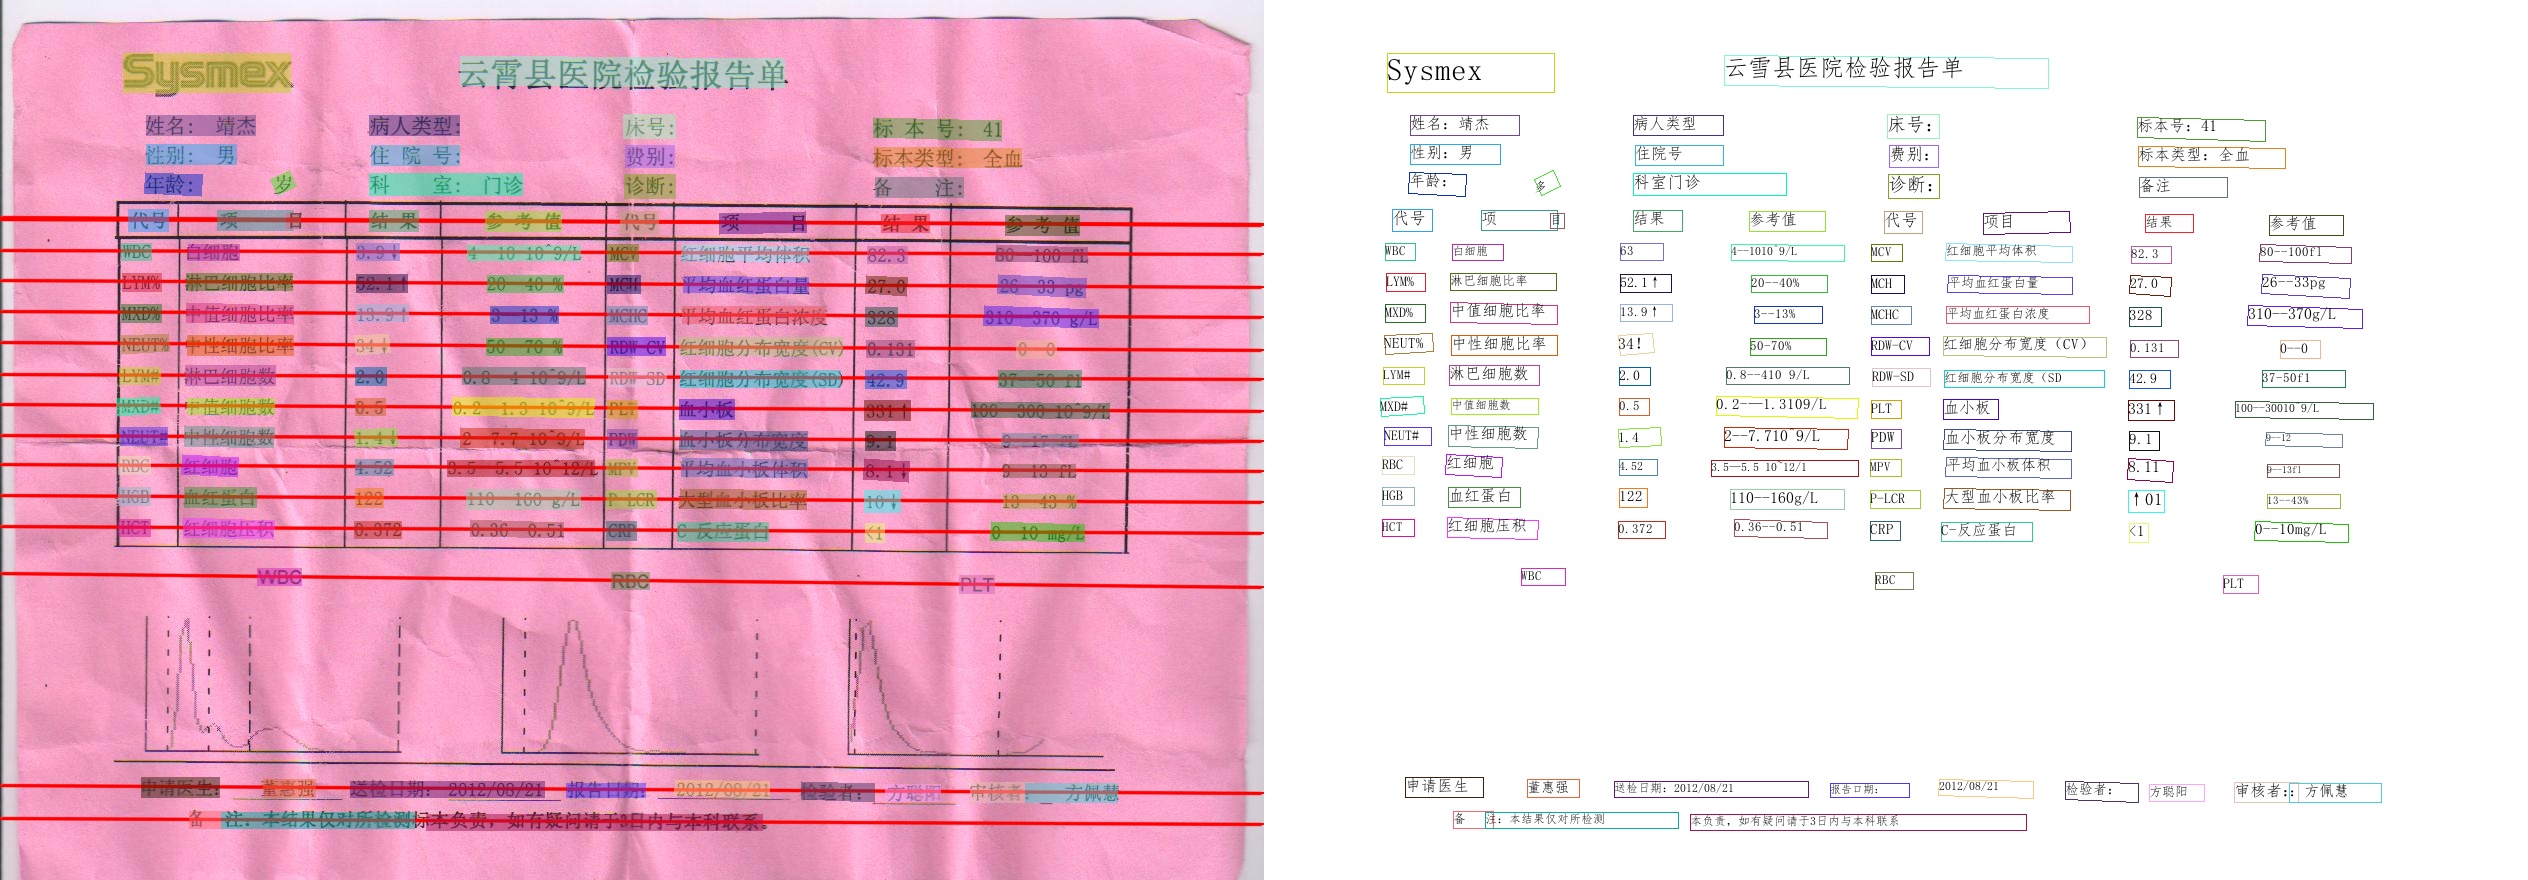 Sysmex 云霄县医院检验报告单
姓名: 靖杰 病人类型: 床号: 标 本 号: 41
性别: 男 住 院 号: 费别: 标本类型: 全血
年龄: 岁 科 室: 门诊 诊断: 备 注:
代号 项 目 结 果 参 考 值 代号 项 目 结 果 参 考 值
WBC 白细胞 3.9↓ 4--10 10^9/L MCV 红细胞平均体积 82.3 80--100 fL
LYM% 淋巴细胞比率 52.1↑ 20--40 % MCH 平均血红蛋白量 27.0 26--33 pg
MXD% 中值细胞比率 13.9↑ 3--13 % MCHC 平均血红蛋白浓度 328 310--370 g/L
NEUT% 中性细胞比率 34↓ 50--70 % RDW-CV 红细胞分布宽度(CV) 0.131 0--0
LYM# 淋巴细胞数 2.0 0.8--4 10^9/L RDW-SD 红细胞分布宽度(SD) 42.9 37--50 fl
MXD# 中值细胞数 0.5 0.2--1.3 10^9/L PLT 血小板 331↑ 100--300 10^9/L
NEUT# 中性细胞数 1.4↓ 2--7.7 10^9/L PDW 血小板分布宽度 9.1 9--17 fL
RBC 红细胞 4.52 3.5--5.5 10^12/L MPV 平均血小板体积 8.1↓ 9--13 fL
HGB 血红蛋白 122 110--160 g/L P-LCR 大型血小板比率 10↓ 13--43 %
HCT 红细胞压积 0.372 0.36--0.51 CRP C-反应蛋白 <1 0--10 mg/L
WBC RBC PLT
申请医生: 董惠强 送检日期: 2012/08/21 报告日期: 2012/08/21 检验者: 方聪阳 审核者: 方佩慧
备 注: 本结果仅对所检测标本负责, 如有疑问请于3日内与本科联系。
Sysmex 云雪县医院检验报告单
姓名: 靖杰 病人类型 床号: 标本号: 41
性别: 男 住院号 费别: 标本类型: 全血
年龄: 科室门诊 诊断: 备注
代号 项 目 结果 参考值 代号 项目 结果 参考值
WBC 白细胞 63 4--1010^9/L MCV 红细胞平均体积 82.3 80--100fl
LYM% 淋巴细胞比率 52.1↑ 20--40% MCH 平均血红蛋白量 27.0 26--33pg
MXD% 中值细胞比率 13.9↑ 3--13% MCHC 平均血红蛋白浓度 328 310--370g/L
NEUT% 中性细胞比率 34! 50-70% RDW-CV 红细胞分布宽度（CV） 0.131 0--0
LYM# 淋巴细胞数 2.0 0.8--410 9/L RDW-SD 红细胞分布宽度（SD 42.9 37-50f1
MXD# 中值细胞数 0.5 0.2--—1.3109/L PLT 血小板 331↑ 100--30010^9/L
NEUT# 中性细胞数 1.4 2--7.710^9/L PDW 血小板分布宽度 9.1 9--12
RBC 红细胞 4.52 3.5—5.5 10^12/1 MPV 平均血小板体积 8.11 9--13f1
HGB 血红蛋白 122 110--160g/L P-LCR 大型血小板比率 ↑01 13--43%
HCT 红细胞压积 0.372 0.36--0.51 CRP C-反应蛋白 <1 0--10mg/L
WBC RBC PLT
申请医生 董惠强 送检日期: 2012/08/21 报告口期: 2012/08/21 检验者: 方聪阳 审核者:: 方佩慧
备 注: 本结果仅对所检测 本负责, 如有疑问请于3日内与本科联系